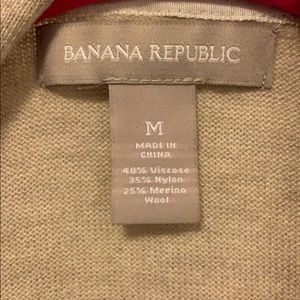 BANANA REPUBLIC
M
MADE IN
CHINA
40% Viscose
35% Nylon
25% Merino
Wool